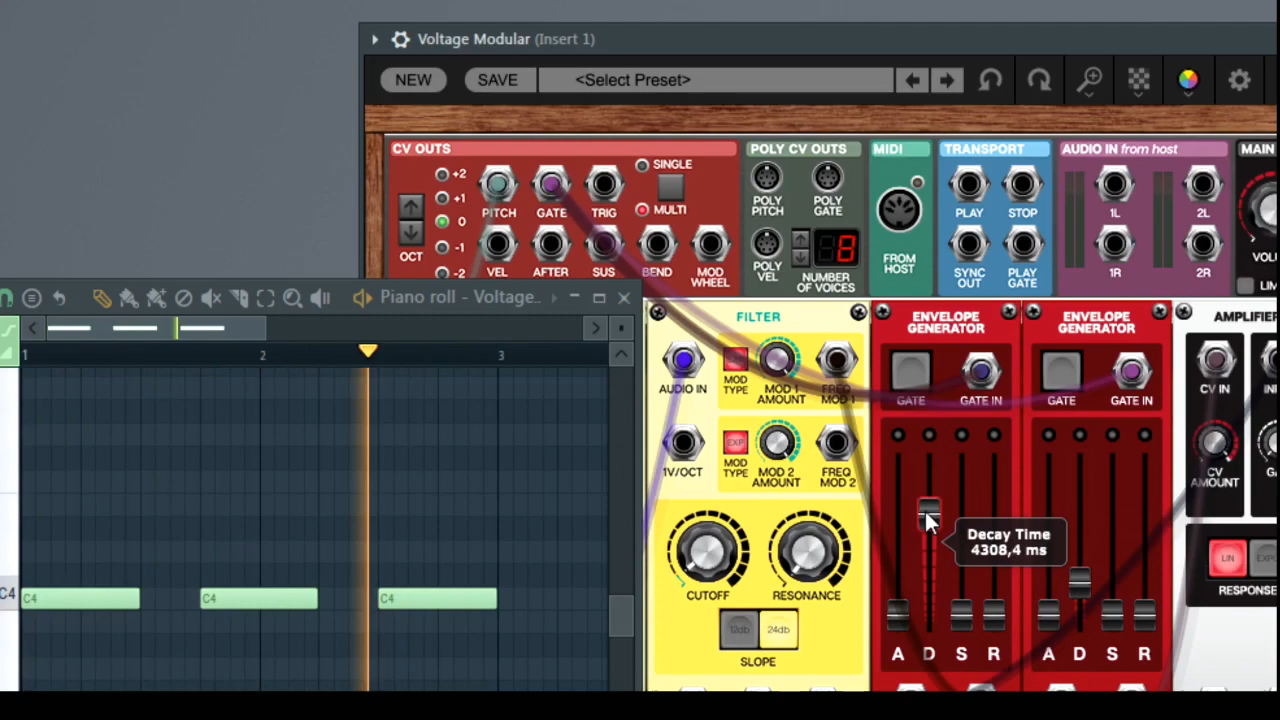 Voltage Modular (Insert 1)
NEW
SAVE
<Select Preset>
CV OUTS
+2
+1
0
-1
-2
OCT
PITCH
GATE
TRIG
SINGLE
MULTI
VEL
AFTER
SUS
BEND
MOD WHEEL
POLY CV OUTS
POLY PITCH
POLY GATE
POLY VEL
8
NUMBER OF VOICES
MIDI
FROM HOST
TRANSPORT
PLAY
STOP
SYNC OUT
PLAY GATE
AUDIO IN from host
1L
2L
1R
2R
MAIN
VOLU
LIM
Piano roll - Voltage..
1
2
3
C4
C4
C4
C4
FILTER
AUDIO IN
MOD TYPE
MOD 1 AMOUNT
FREQ MOD 1
1V/OCT
EXP
MOD TYPE
MOD 2 AMOUNT
FREQ MOD 2
CUTOFF
RESONANCE
12db
24db
SLOPE
ENVELOPE GENERATOR
GATE
GATE IN
Decay Time
4308,4 ms
A
D
S
R
ENVELOPE GENERATOR
GATE
GATE IN
A
D
S
R
AMPLIFIER
CV IN
CV AMOUNT
LIN
RESPONSE